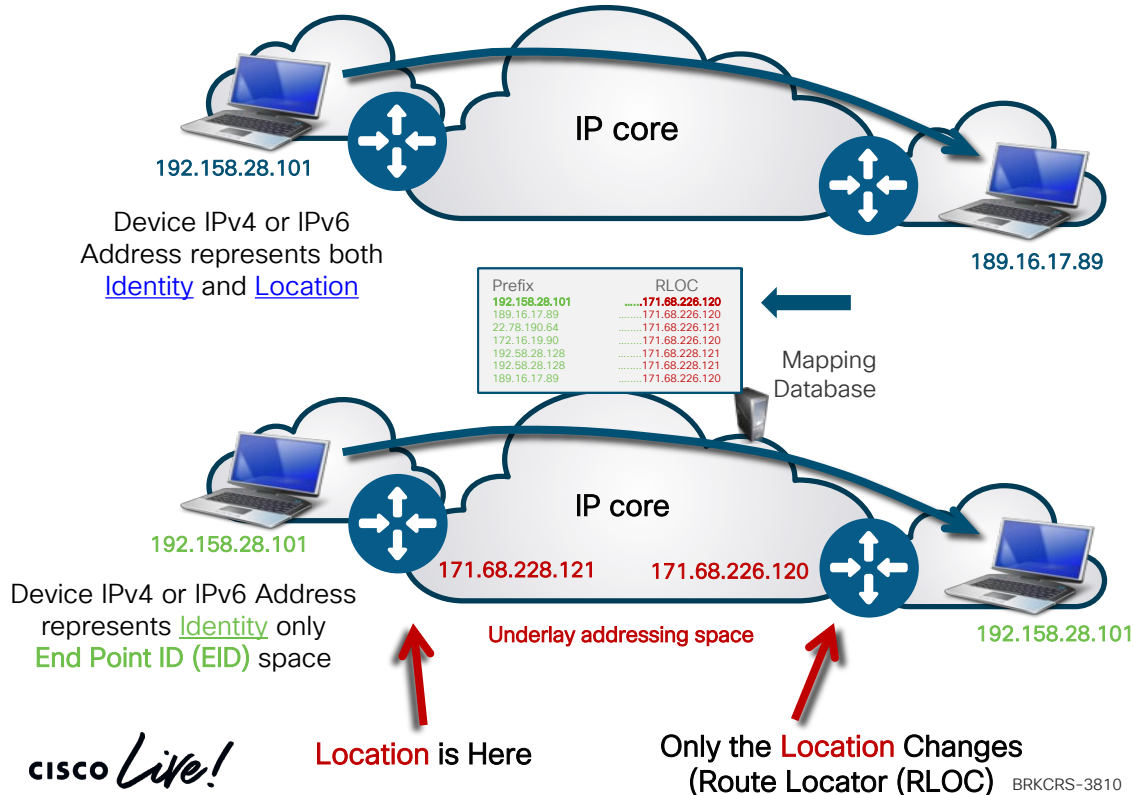 IP core
192.158.28.101
189.16.17.89
Device IPv4 or IPv6
Address represents both
Identity and Location
Prefix RLOC
192.158.28.101 ......171.68.226.120
189.16.17.89 ........171.68.226.120
22.78.190.64 ........171.68.226.121
172.16.19.90 ........171.68.226.120
192.58.28.128 ........171.68.228.121
192.58.28.128 ........171.68.228.121
189.16.17.89 ........171.68.226.120
Mapping
Database
IP core
192.158.28.101
171.68.228.121
171.68.226.120
192.158.28.101
Device IPv4 or IPv6 Address
represents Identity only
End Point ID (EID) space
Underlay addressing space
Location is Here
Only the Location Changes
(Route Locator (RLOC)
CISCO Live!
BRKCRS-3810